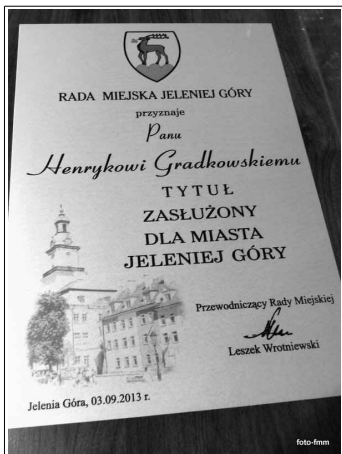 RADA MIEJSKA JELENIEJ GÓRY
przyznaje
Panu
Henrykowi Gradkowskiemu
TYTUŁ
ZASŁUŻONY
DLA MIASTA
JELENIEJ GÓRY
Przewodniczący Rady Miejskiej
Leszek Wrotniewski
Jelenia Góra, 03.09.2013 r.
foto-fmm